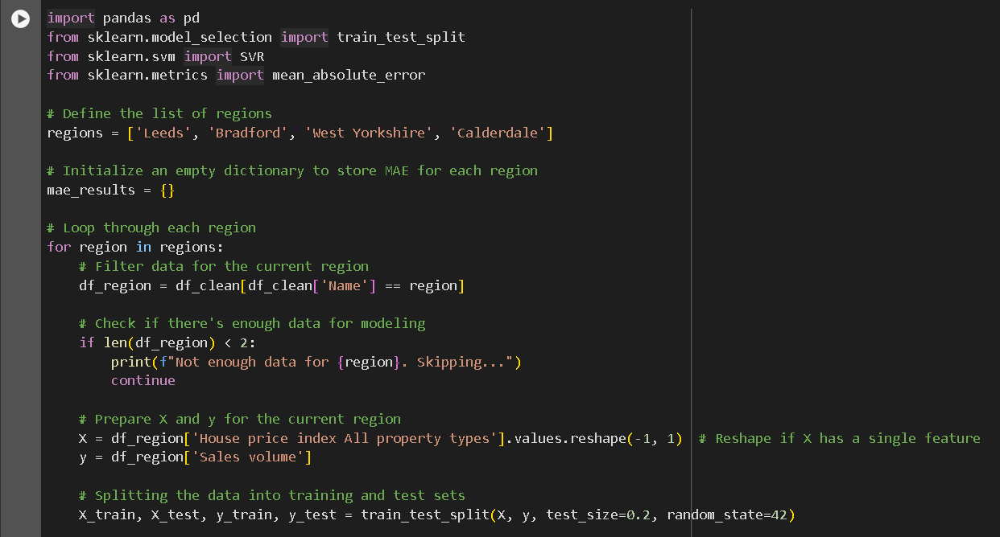 import pandas as pd
from sklearn.model_selection import train_test_split
from sklearn.svm import SVR
from sklearn.metrics import mean_absolute_error
# Define the list of regions
regions = ['Leeds', 'Bradford', 'West Yorkshire', 'Calderdale']
# Initialize an empty dictionary to store MAE for each region
mae_results = {}
# Loop through each region
for region in regions:
    # Filter data for the current region
    df_region = df_clean[df_clean['Name'] == region]
    # Check if there's enough data for modeling
    if len(df_region) < 2:
        print(f"Not enough data for {region}. Skipping...")
        continue
    # Prepare X and y for the current region
    X = df_region['House price index All property types'].values.reshape(-1, 1)  # Reshape if X has a single feature
    y = df_region['Sales volume']
    # Splitting the data into training and test sets
    X_train, X_test, y_train, y_test = train_test_split(X, y, test_size=0.2, random_state=42)